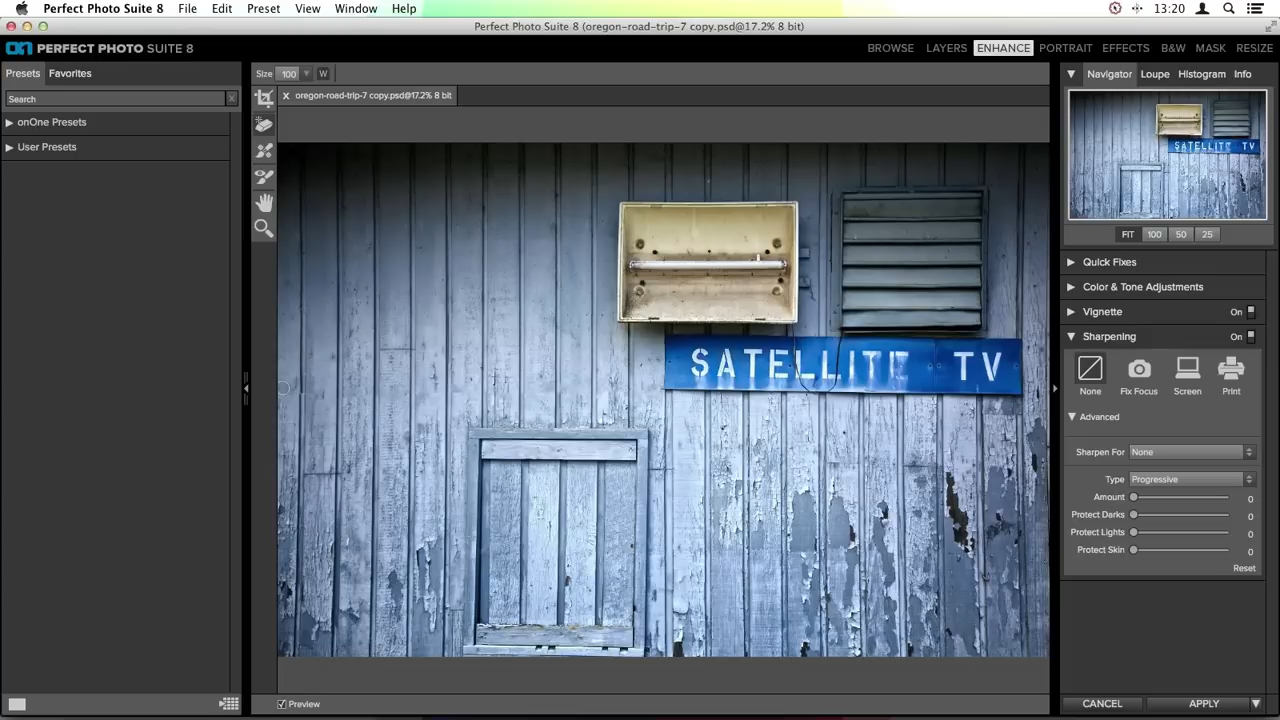 Perfect Photo Suite 8 File Edit Preset View Window Help 13:20
Perfect Photo Suite 8 (oregon-road-trip-7 copy.psd@17.2% 8 bit)
on PERFECT PHOTO SUITE 8 BROWSE LAYERS ENHANCE PORTRAIT EFFECTS B&W MASK RESIZE
Presets Favorites
Size 100 W
Navigator Loupe Histogram Info
Search X
× oregon-road-trip-7 copy.psd@17.2% 8 bit
onOne Presets
User Presets
SATELLITE TV
SATELLITE TV
FIT 100 50 25
Quick Fixes
Color & Tone Adjustments
Vignette On
Sharpening On
None Fix Focus Screen Print
Advanced
Sharpen For None
Type Progressive
Amount 0
Protect Darks 0
Protect Lights 0
Protect Skin 0
Reset
Preview
CANCEL APPLY